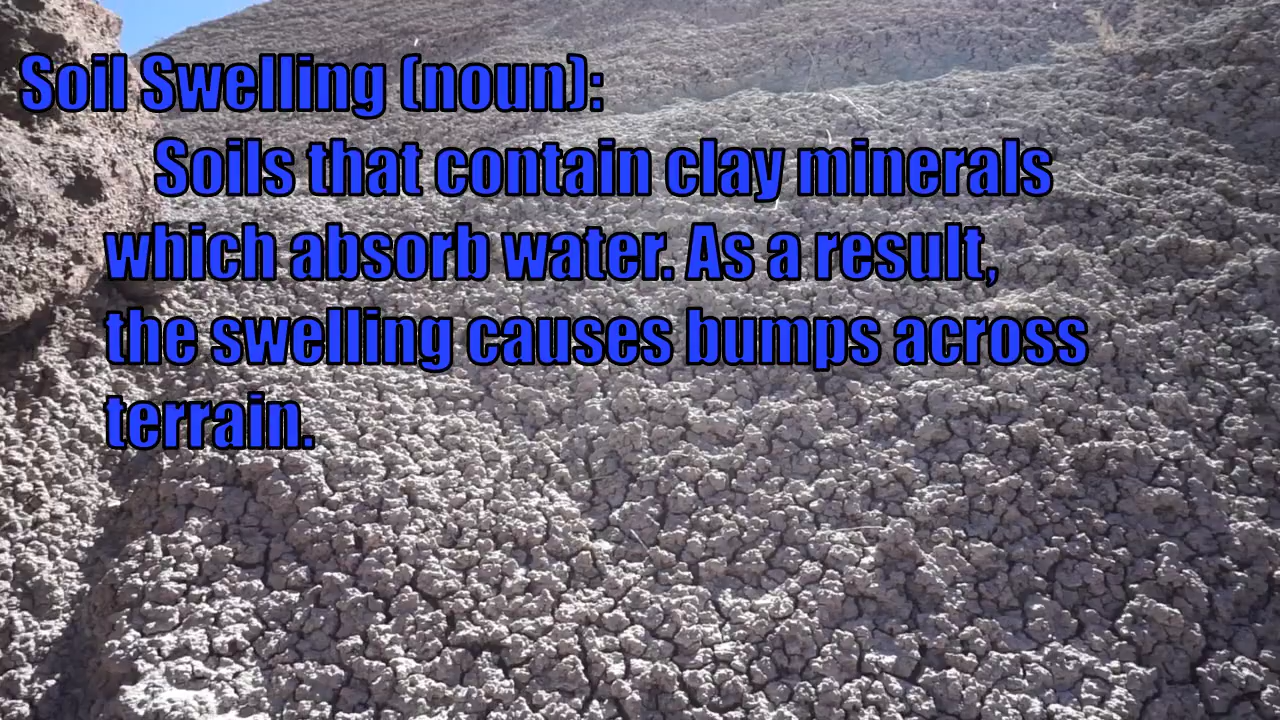 Soil Swelling (noun):
Soils that contain clay minerals
which absorb water. As a result,
the swelling causes bumps across
terrain.